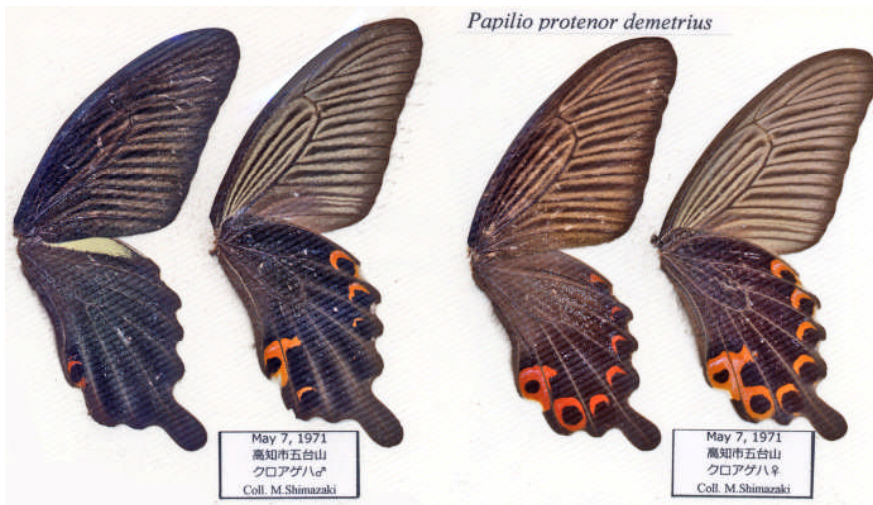 Papilio protenor demetrius
May 7, 1971
高知市五台山
クロアゲハ♂
Coll. M.Shimazaki
May 7, 1971
高知市五台山
クロアゲハ♀
Coll. M.Shimazaki